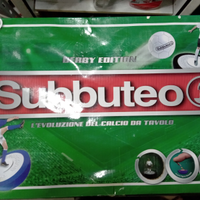 DERBY EDITION
Subbuteo
L'EVOLUZIONE DEL CALCIO DA TAVOLO